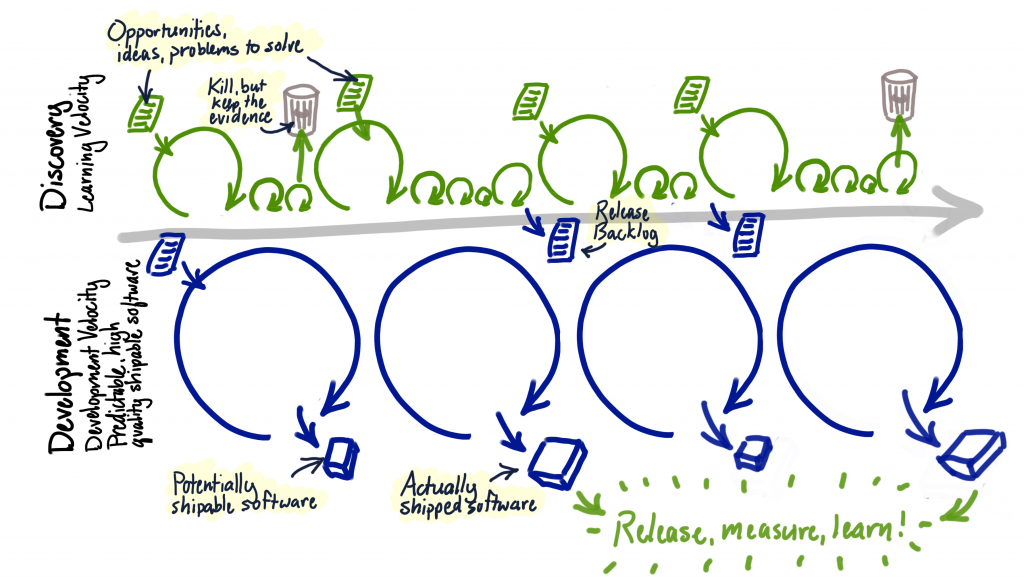 Opportunities,
ideas, problems to solve
Kill, but
keep the
evidence
Discovery
Learning Velocity
Release
Backlog
Development
Development Velocity
Predictable, high
quality shipable software
Potentially
shipable software
Actually
shipped software
Release, measure, learn!